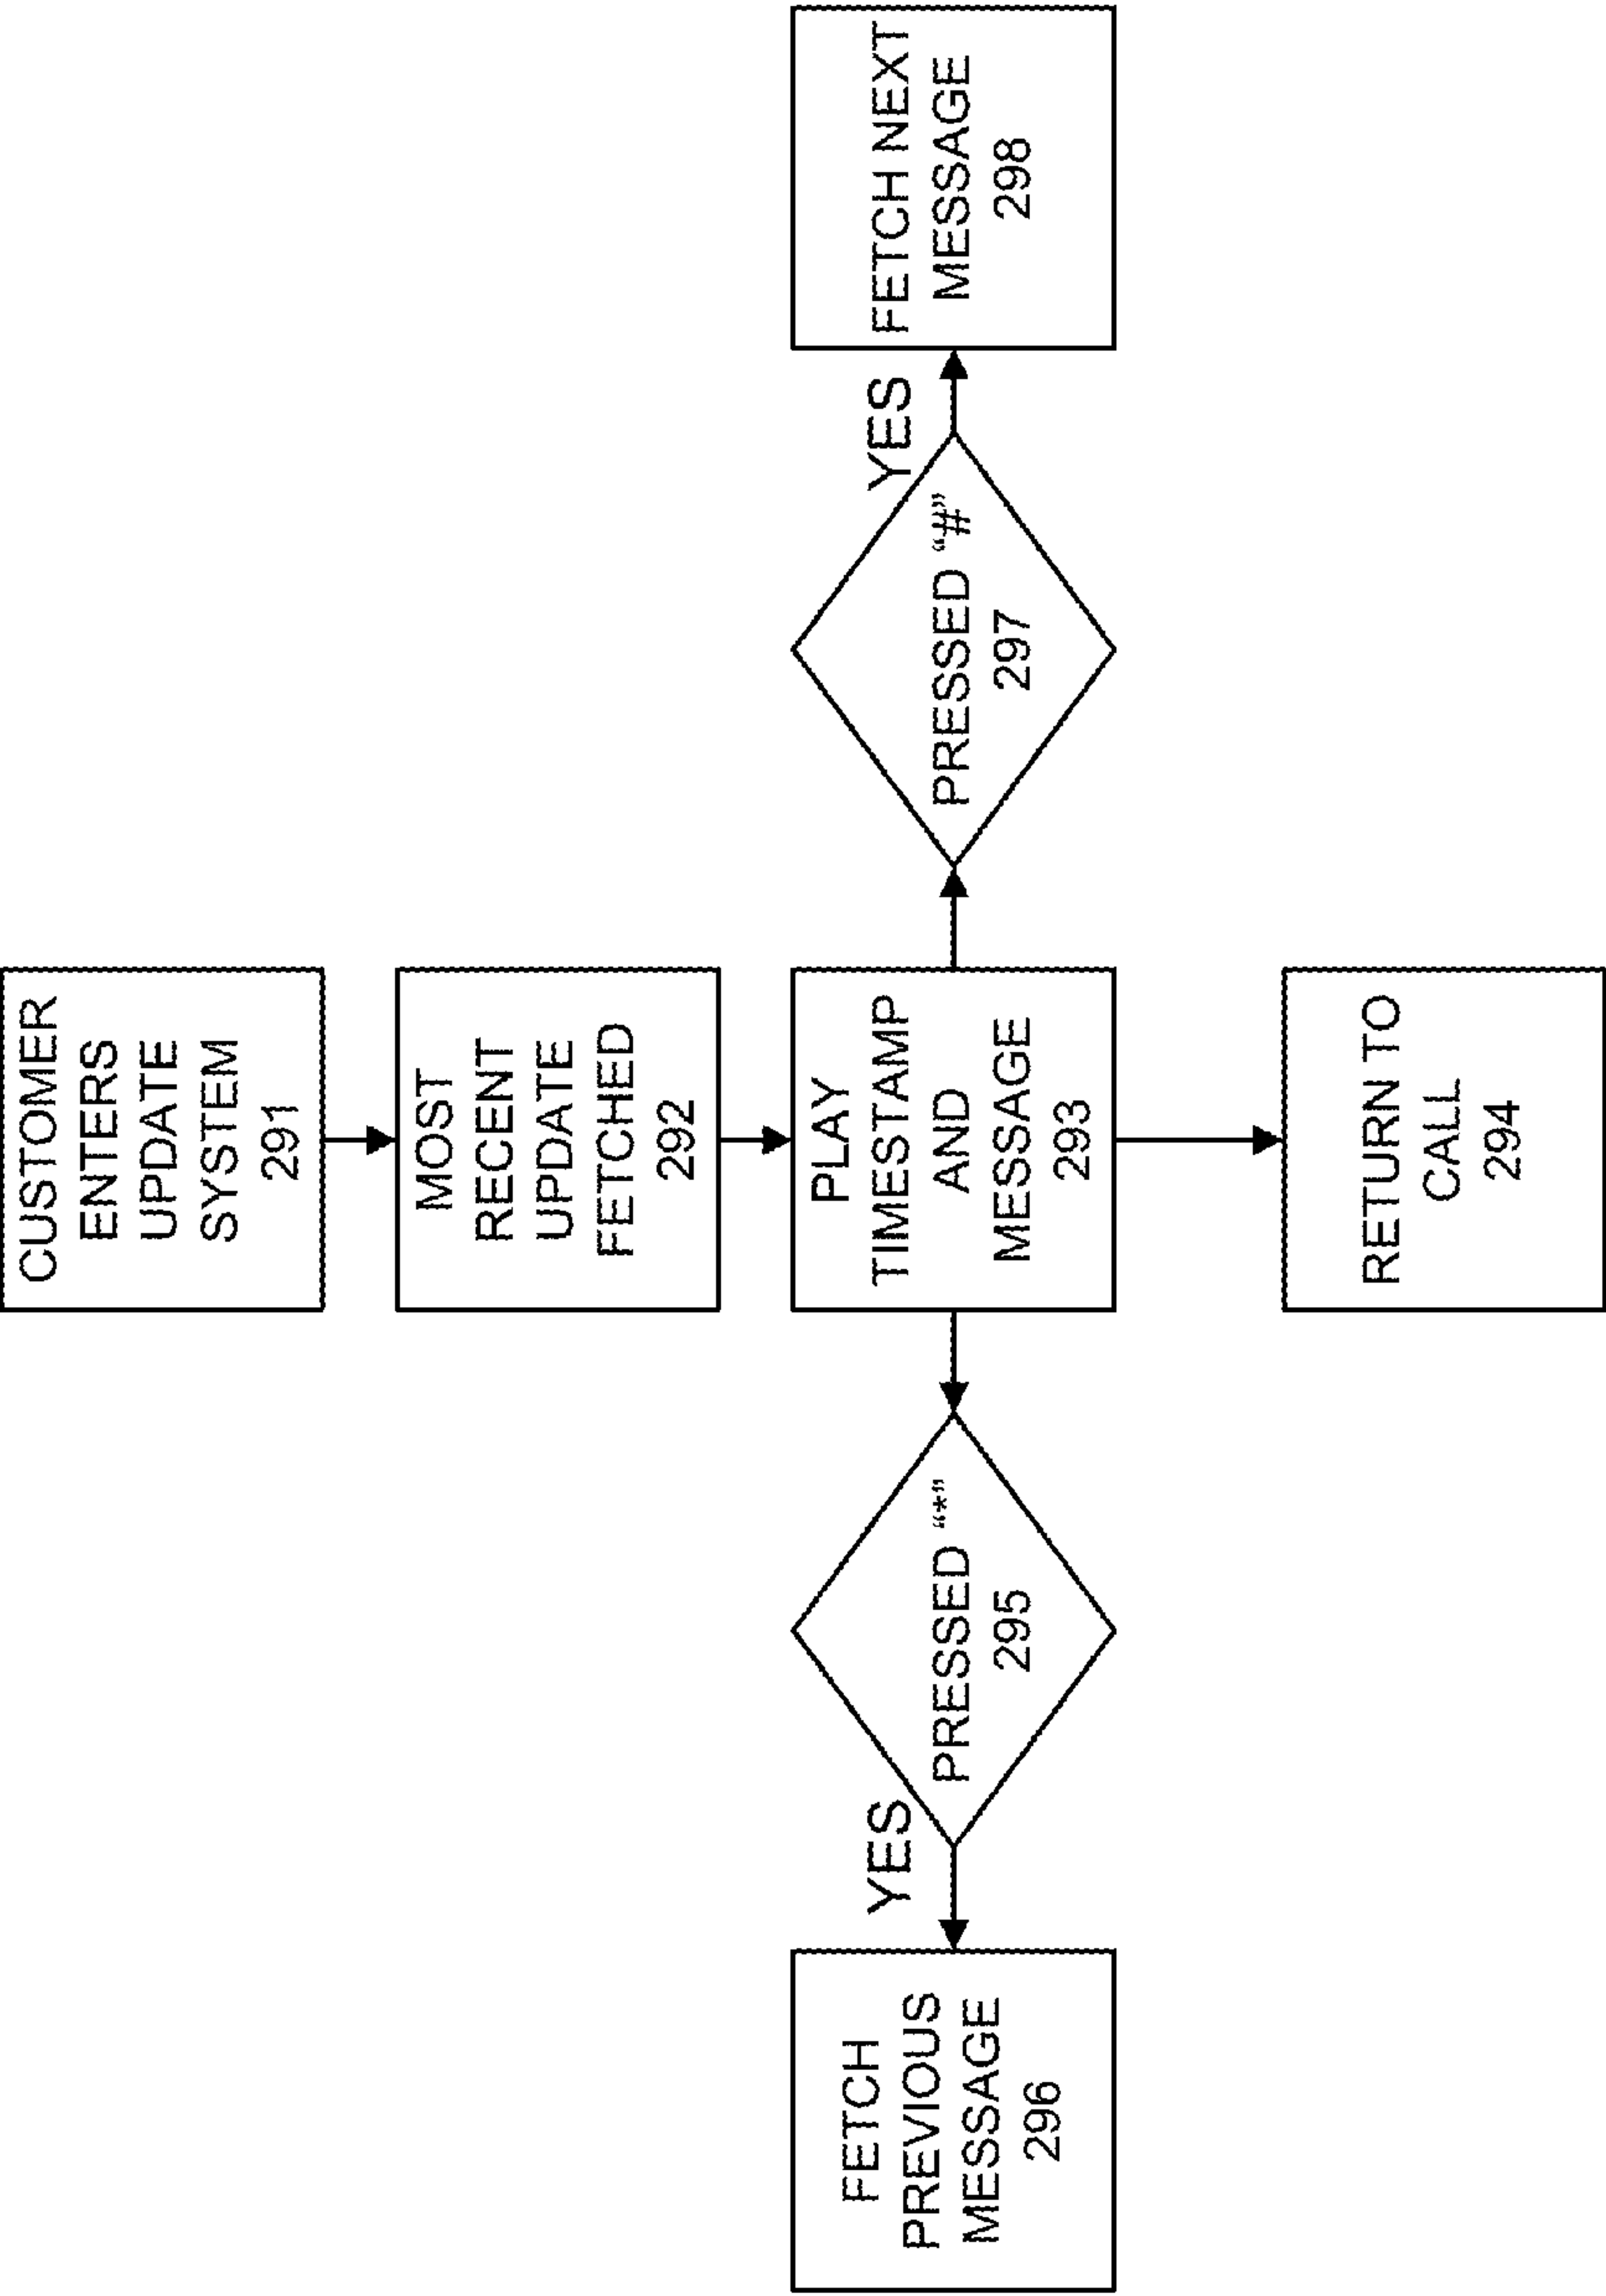 CUSTOMER
ENTERS
UPDATE
SYSTEM
291
MOST
RECENT
UPDATE
FETCHED
292
FETCH
PREVIOUS
MESSAGE
296
YES
PRESSED “*”
295
PLAY
TIMESTAMP
AND
MESSAGE
293
PRESSED “#”
297
YES
FETCH NEXT
MESSAGE
298
RETURN TO
CALL
294